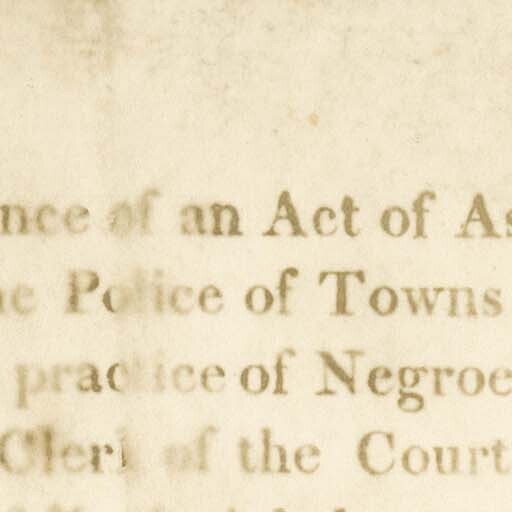 nce of an Act of As
ne Police of Towns
practice of Negroe
Clerk of the Court